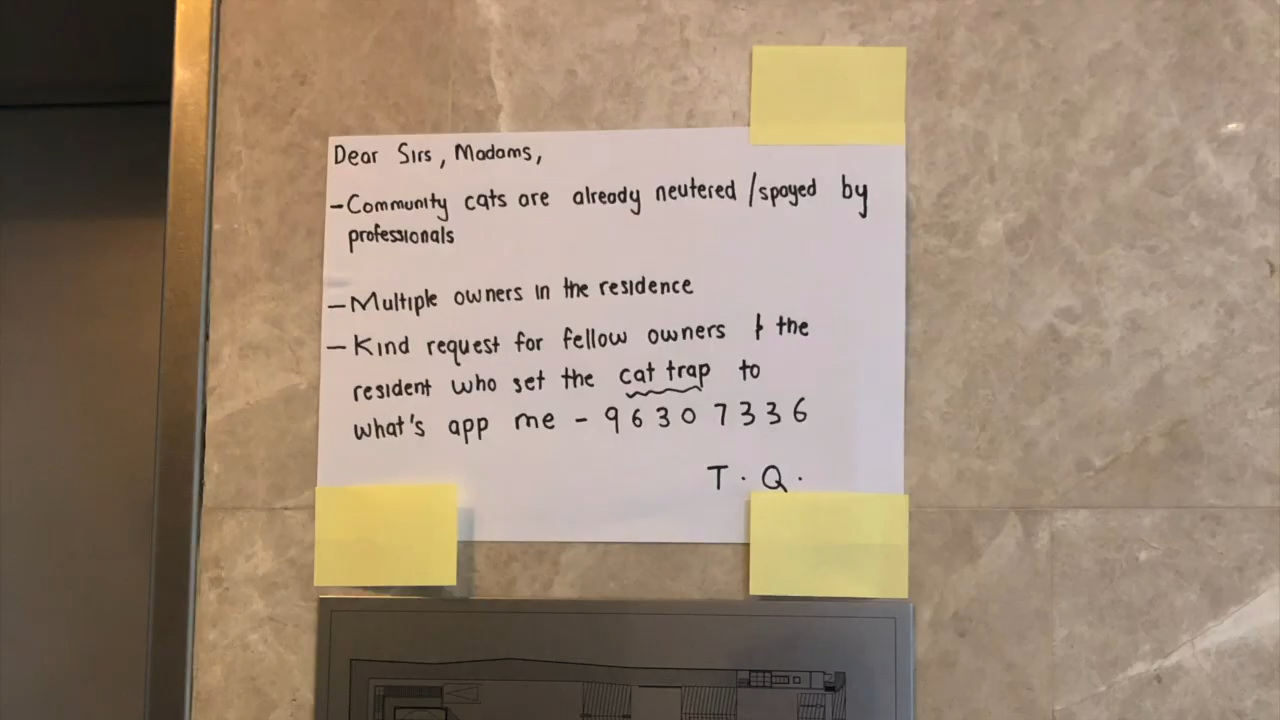 Dear Sirs, Madams,
-Community cats are already neutered/spayed by
professionals
-Multiple owners in the residence
-Kind request for fellow owners & the
resident who set the cat trap to
what's app me - 96307336
T.Q.